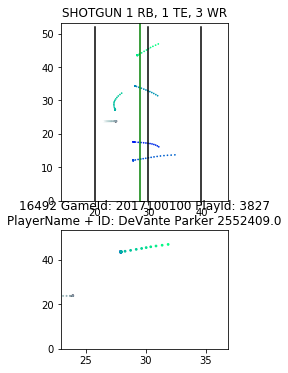 SHOTGUN 1 RB, 1 TE, 3 WR
50
40
30
20
10
0
20 30 40
16492 GameId: 2017100100 PlayId: 3827
PlayerName + ID: DeVante Parker 2552409.0
40
20
0
25 30 35